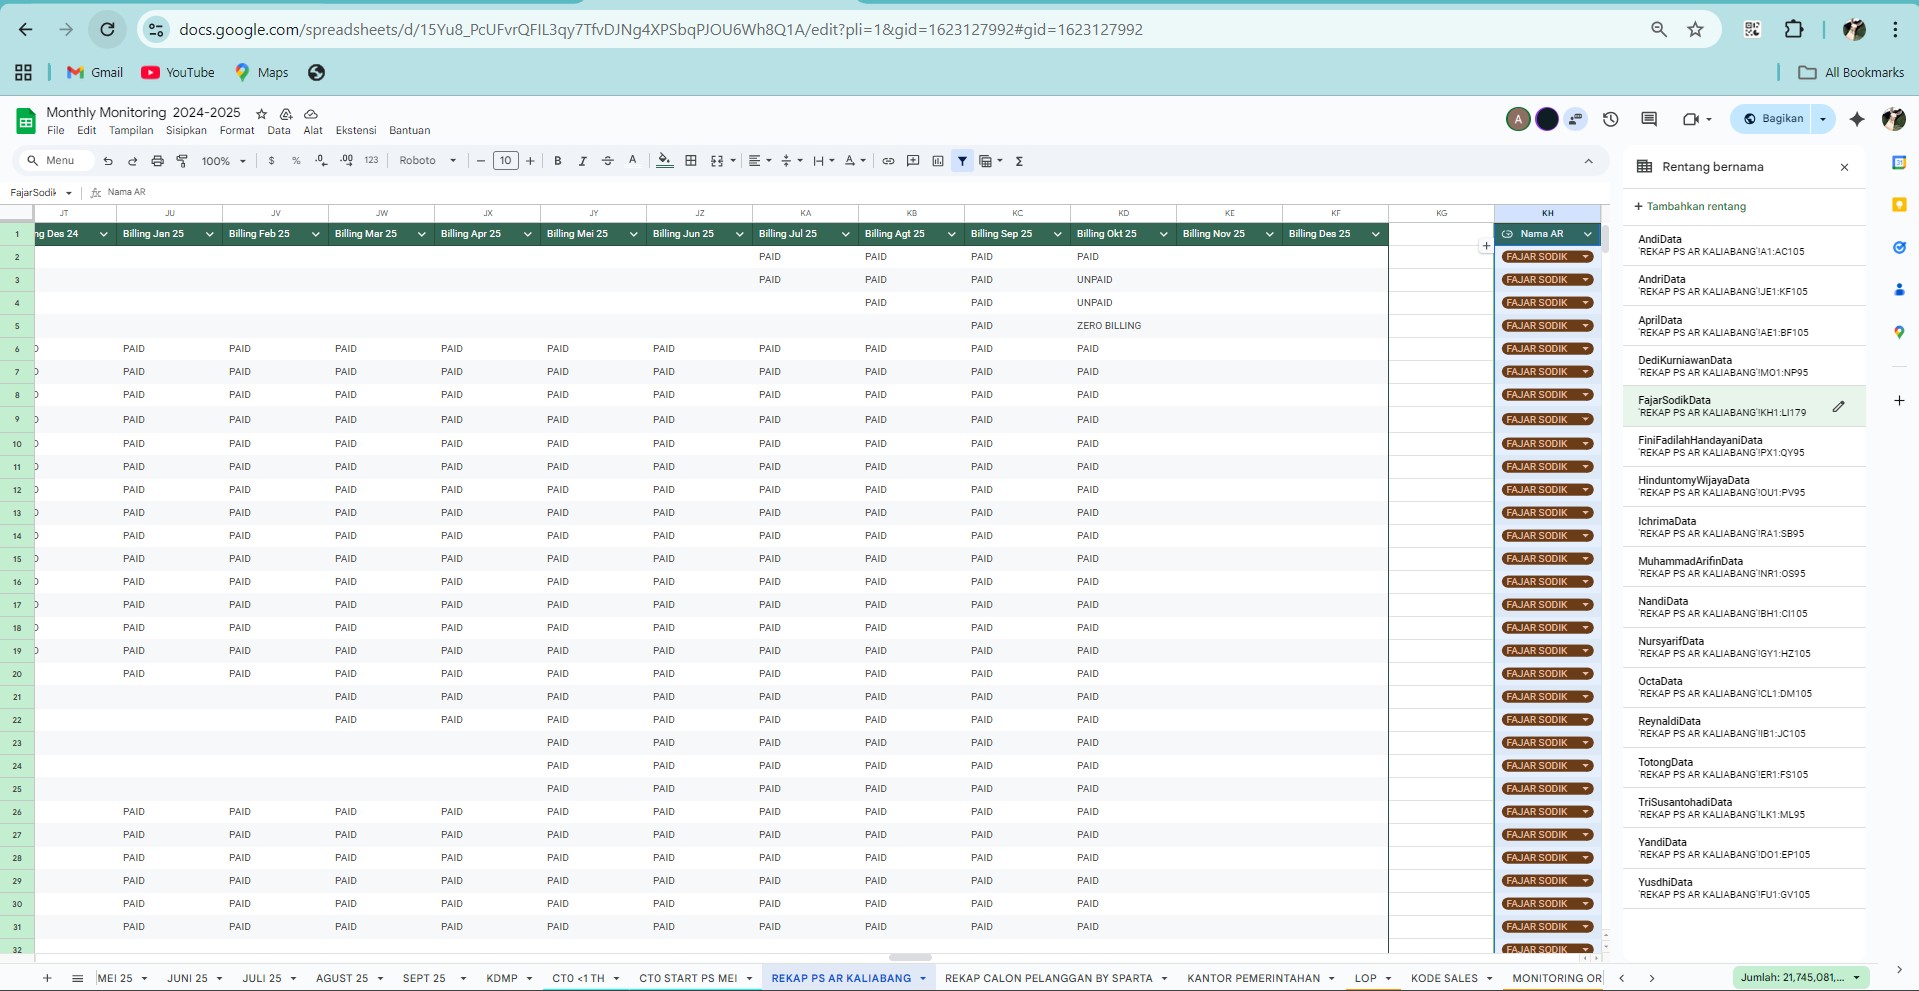 docs.google.com/spreadsheets/d/15Yu8_PcUFvrQFIL3qy7TfvDJNg4XPSbqPJOU6Wh8Q1A/edit?pli=1&gid=1623127992#gid=1623127992
Gmail YouTube Maps All Bookmarks
Monthly Monitoring 2024-2025
File Edit Tampilan Sisipkan Format Data Alat Ekstensi Bantuan
A Bagikan
Menu 100% $ % .0 .00 123 Roboto 10 B I A
FajarSodik fx Nama AR
JT JU JV JW JX JY JZ KA KB KC KD KE KF KG KH
1 ng Des 24 Billing Jan 25 Billing Feb 25 Billing Mar 25 Billing Apr 25 Billing Mei 25 Billing Jun 25 Billing Jul 25 Billing Agt 25 Billing Sep 25 Billing Okt 25 Billing Nov 25 Billing Des 25 Nama AR
2 PAID PAID PAID PAID FAJAR SODIK
3 PAID PAID PAID UNPAID FAJAR SODIK
4 PAID PAID UNPAID FAJAR SODIK
5 PAID ZERO BILLING FAJAR SODIK
6 PAID PAID PAID PAID PAID PAID PAID PAID PAID PAID FAJAR SODIK
7 PAID PAID PAID PAID PAID PAID PAID PAID PAID PAID FAJAR SODIK
8 PAID PAID PAID PAID PAID PAID PAID PAID PAID PAID FAJAR SODIK
9 PAID PAID PAID PAID PAID PAID PAID PAID PAID PAID FAJAR SODIK
10 PAID PAID PAID PAID PAID PAID PAID PAID PAID PAID FAJAR SODIK
11 PAID PAID PAID PAID PAID PAID PAID PAID PAID PAID FAJAR SODIK
12 PAID PAID PAID PAID PAID PAID PAID PAID PAID PAID FAJAR SODIK
13 PAID PAID PAID PAID PAID PAID PAID PAID PAID PAID FAJAR SODIK
14 PAID PAID PAID PAID PAID PAID PAID PAID PAID PAID FAJAR SODIK
15 PAID PAID PAID PAID PAID PAID PAID PAID PAID PAID FAJAR SODIK
16 PAID PAID PAID PAID PAID PAID PAID PAID PAID PAID FAJAR SODIK
17 PAID PAID PAID PAID PAID PAID PAID PAID PAID PAID FAJAR SODIK
18 PAID PAID PAID PAID PAID PAID PAID PAID PAID PAID FAJAR SODIK
19 PAID PAID PAID PAID PAID PAID PAID PAID PAID PAID FAJAR SODIK
20 PAID PAID PAID PAID PAID PAID PAID PAID PAID PAID FAJAR SODIK
21 PAID PAID PAID PAID PAID PAID PAID PAID FAJAR SODIK
22 PAID PAID PAID PAID PAID PAID PAID PAID FAJAR SODIK
23 PAID PAID PAID PAID PAID PAID FAJAR SODIK
24 PAID PAID PAID PAID PAID PAID FAJAR SODIK
25 PAID PAID PAID PAID PAID PAID FAJAR SODIK
26 PAID PAID PAID PAID PAID PAID PAID PAID PAID PAID FAJAR SODIK
27 PAID PAID PAID PAID PAID PAID PAID PAID PAID PAID FAJAR SODIK
28 PAID PAID PAID PAID PAID PAID PAID PAID PAID PAID FAJAR SODIK
29 PAID PAID PAID PAID PAID PAID PAID PAID PAID PAID FAJAR SODIK
30 PAID PAID PAID PAID PAID PAID PAID PAID PAID PAID FAJAR SODIK
31 PAID PAID PAID PAID PAID PAID PAID PAID PAID PAID FAJAR SODIK
32 FAJAR SODIK
Rentang bernama
+ Tambahkan rentang
AndiData
'REKAP PS AR KALIABANG'!A1:AC105
AndriData
'REKAP PS AR KALIABANG'!JE1:KF105
AprilData
'REKAP PS AR KALIABANG'!AE1:BF105
DediKurniawanData
'REKAP PS AR KALIABANG'!MO1:NP95
FajarSodikData
'REKAP PS AR KALIABANG'!KH1:LI179
FiniFadilahHandayaniData
'REKAP PS AR KALIABANG'!PX1:QY95
HinduntomyWijayaData
'REKAP PS AR KALIABANG'!OU1:PV95
IchrimaData
'REKAP PS AR KALIABANG'!RA1:SB95
MuhammadArifinData
'REKAP PS AR KALIABANG'!NR1:OS95
NandiData
'REKAP PS AR KALIABANG'!BH1:CI105
NursyarifData
'REKAP PS AR KALIABANG'!GY1:HZ105
OctaData
'REKAP PS AR KALIABANG'!CL1:DM105
ReynaldiData
'REKAP PS AR KALIABANG'!IB1:JC105
TotongData
'REKAP PS AR KALIABANG'!ER1:FS105
TriSusantohadiData
'REKAP PS AR KALIABANG'!LK1:ML95
YandiData
'REKAP PS AR KALIABANG'!DO1:EP105
YusdhiData
'REKAP PS AR KALIABANG'!FU1:GV105
MEI 25 JUNI 25 JULI 25 AGUST 25 SEPT 25 KDMP CT0 <1 TH CT0 START PS MEI REKAP PS AR KALIABANG REKAP CALON PELANGGAN BY SPARTA KANTOR PEMERINTAHAN LOP KODE SALES MONITORING OR Jumlah: 21,745,081,...